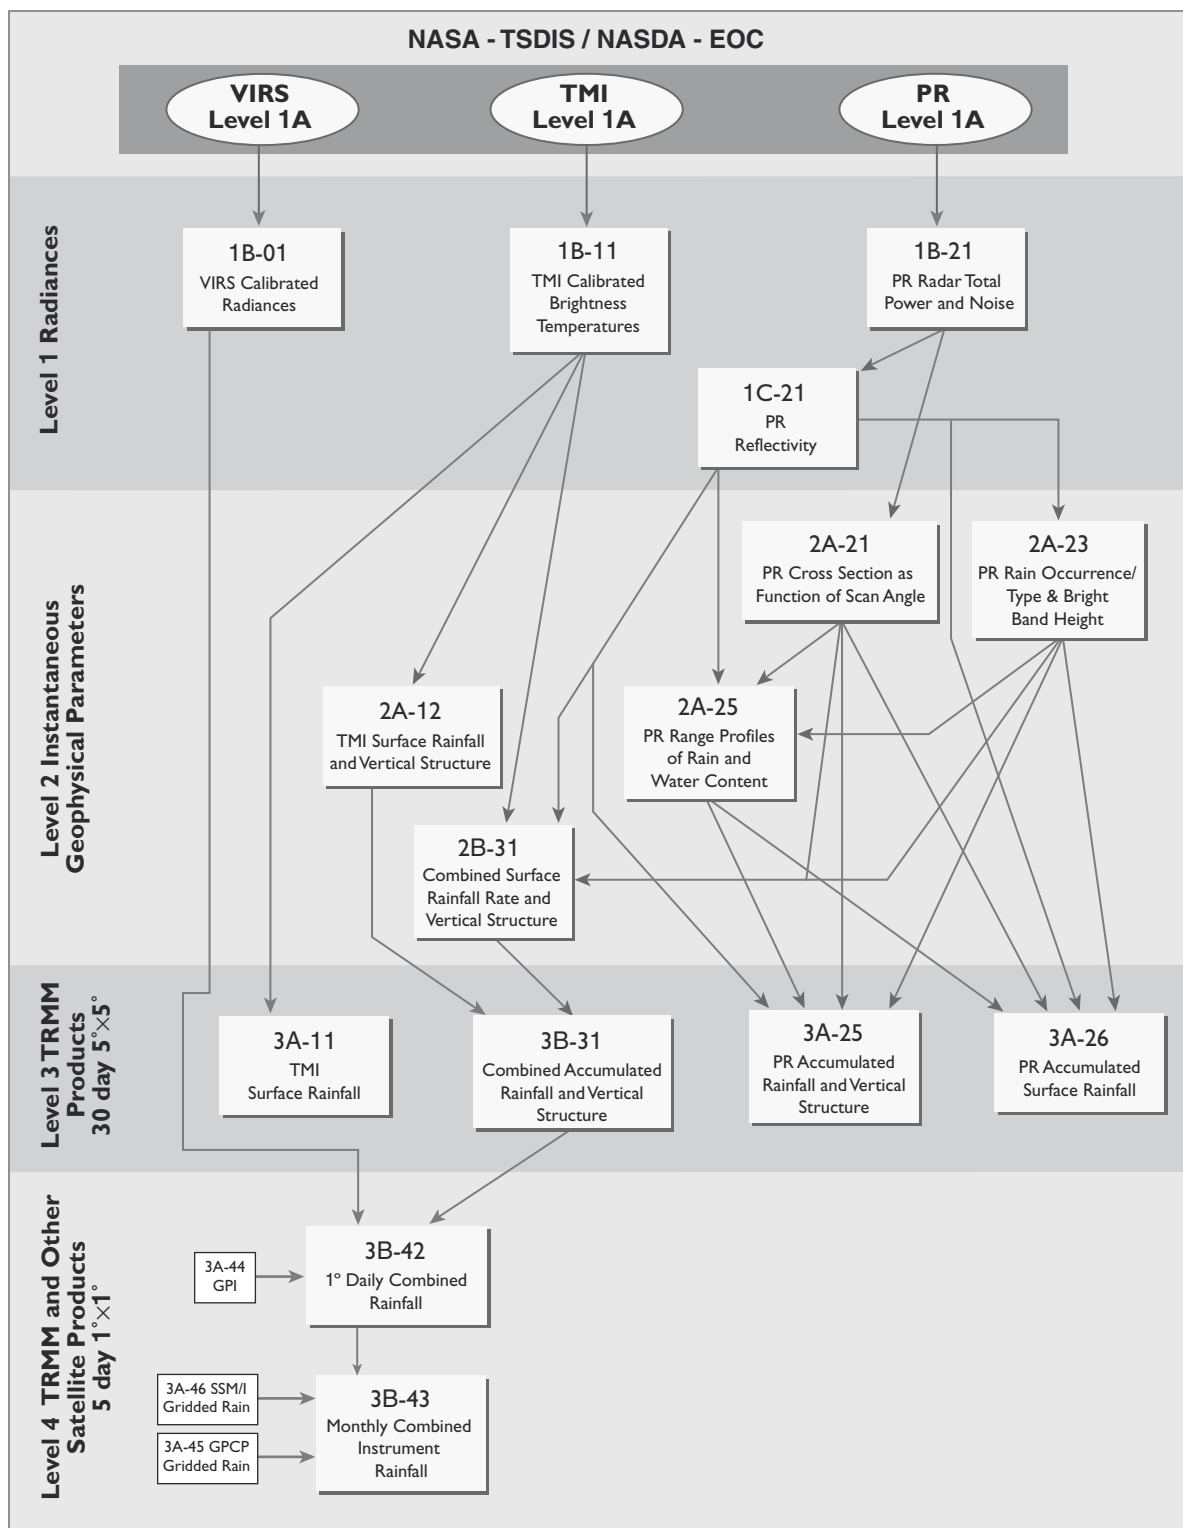 NASA - TSDIS / NASDA - EOC
VIRS
Level 1A
TMI
Level 1A
PR
Level 1A
Level 1 Radiances
1B-01
VIRS Calibrated
Radiances
1B-11
TMI Calibrated
Brightness
Temperatures
1B-21
PR Radar Total
Power and Noise
1C-21
PR
Reflectivity
Level 2 Instantaneous
Geophysical Parameters
2A-21
PR Cross Section as
Function of Scan Angle
2A-23
PR Rain Occurrence/
Type & Bright
Band Height
2A-12
TMI Surface Rainfall
and Vertical Structure
2A-25
PR Range Profiles
of Rain and
Water Content
2B-31
Combined Surface
Rainfall Rate and
Vertical Structure
Level 3 TRMM
Products
30 day 5°×5°
3A-11
TMI
Surface Rainfall
3B-31
Combined Accumulated
Rainfall and Vertical
Structure
3A-25
PR Accumulated
Rainfall and Vertical
Structure
3A-26
PR Accumulated
Surface Rainfall
Level 4 TRMM and Other
Satellite Products
5 day 1°×1°
3A-44
GPI
3B-42
1º Daily Combined
Rainfall
3A-46 SSM/I
Gridded Rain
3A-45 GPCP
Gridded Rain
3B-43
Monthly Combined
Instrument
Rainfall